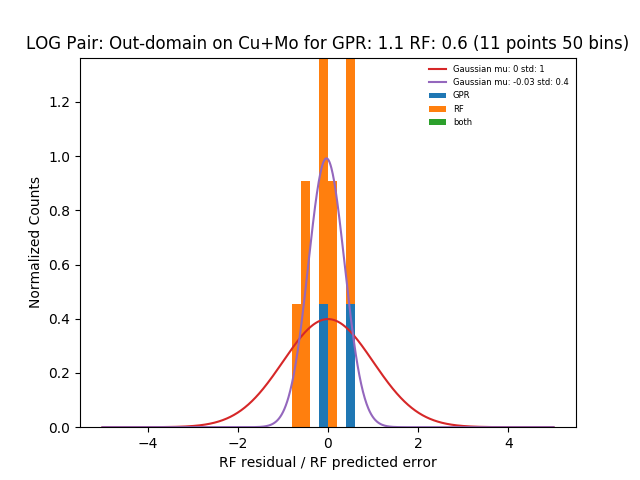 LOG Pair: Out-domain on Cu+Mo for GPR: 1.1 RF: 0.6 (11 points 50 bins)
Gaussian mu: 0 std: 1
Gaussian mu: -0.03 std: 0.4
GPR
RF
both
Normalized Counts
1.2
1.0
0.8
0.6
0.4
0.2
0.0
−4 −2 0 2 4
RF residual / RF predicted error